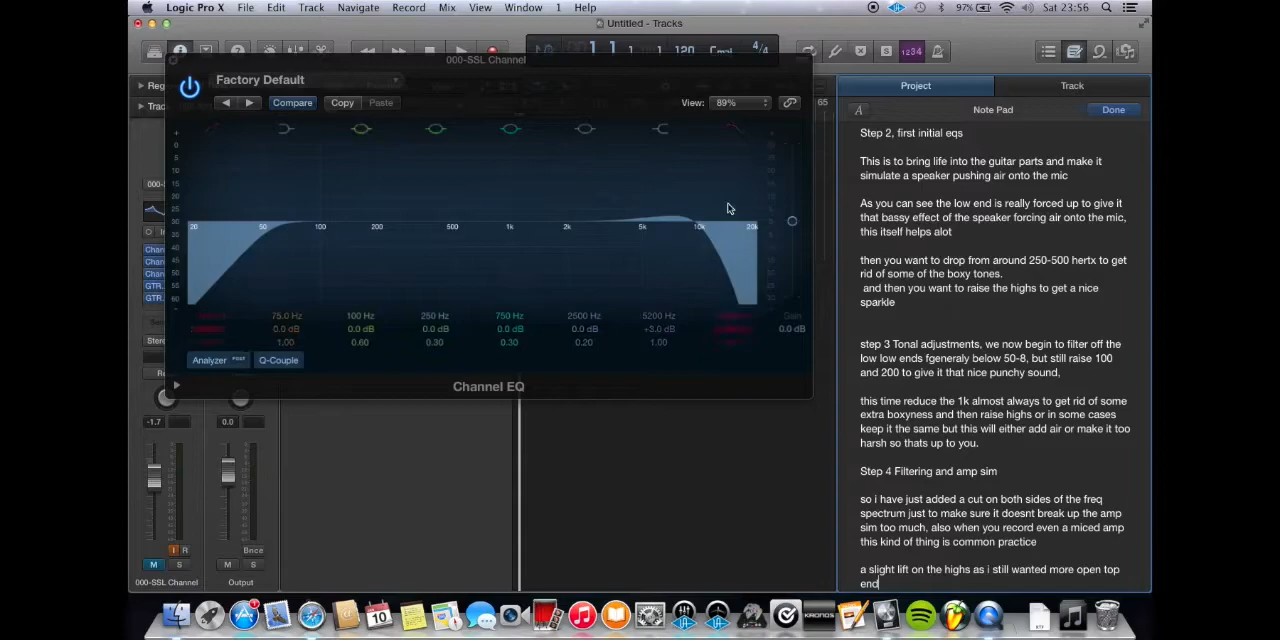 Logic Pro X File Edit Track Navigate Record Mix View Window 1 Help 97% Sat 23:56
Untitled - Tracks
1 1 1 120 Cmaj 4/4
1234
000-SSL Channel
Factory Default
Compare Copy Paste View: 89%
65
20 50 100 200 500 1k 2k 5k 10k 20k
75.0 Hz 100 Hz 250 Hz 750 Hz 2500 Hz 5200 Hz Gain
0.0 dB 0.0 dB 0.0 dB 0.0 dB 0.0 dB +3.0 dB 0.0 dB
1.00 0.60 0.30 0.30 0.20 1.00
Analyzer POST Q-Couple
Channel EQ
-1.7 0.0
I R Bnce
M S M S
000-SSL Channel Output
Project Track
Note Pad Done
Step 2, first initial eqs
This is to bring life into the guitar parts and make it
simulate a speaker pushing air onto the mic
As you can see the low end is really forced up to give it
that bassy effect of the speaker forcing air onto the mic,
this itself helps alot
then you want to drop from around 250-500 hertx to get
rid of some of the boxy tones.
and then you want to raise the highs to get a nice
sparkle
step 3 Tonal adjustments, we now begin to filter off the
low low ends fgeneraly below 50-8, but still raise 100
and 200 to give it that nice punchy sound,
this time reduce the 1k almost always to get rid of some
extra boxyness and then raise highs or in some cases
keep it the same but this will either add air or make it too
harsh so thats up to you.
Step 4 Filtering and amp sim
so i have just added a cut on both sides of the freq
spectrum just to make sure it doesnt break up the amp
sim too much, also when you record even a miced amp
this kind of thing is common practice
a slight lift on the highs as i still wanted more open top
end